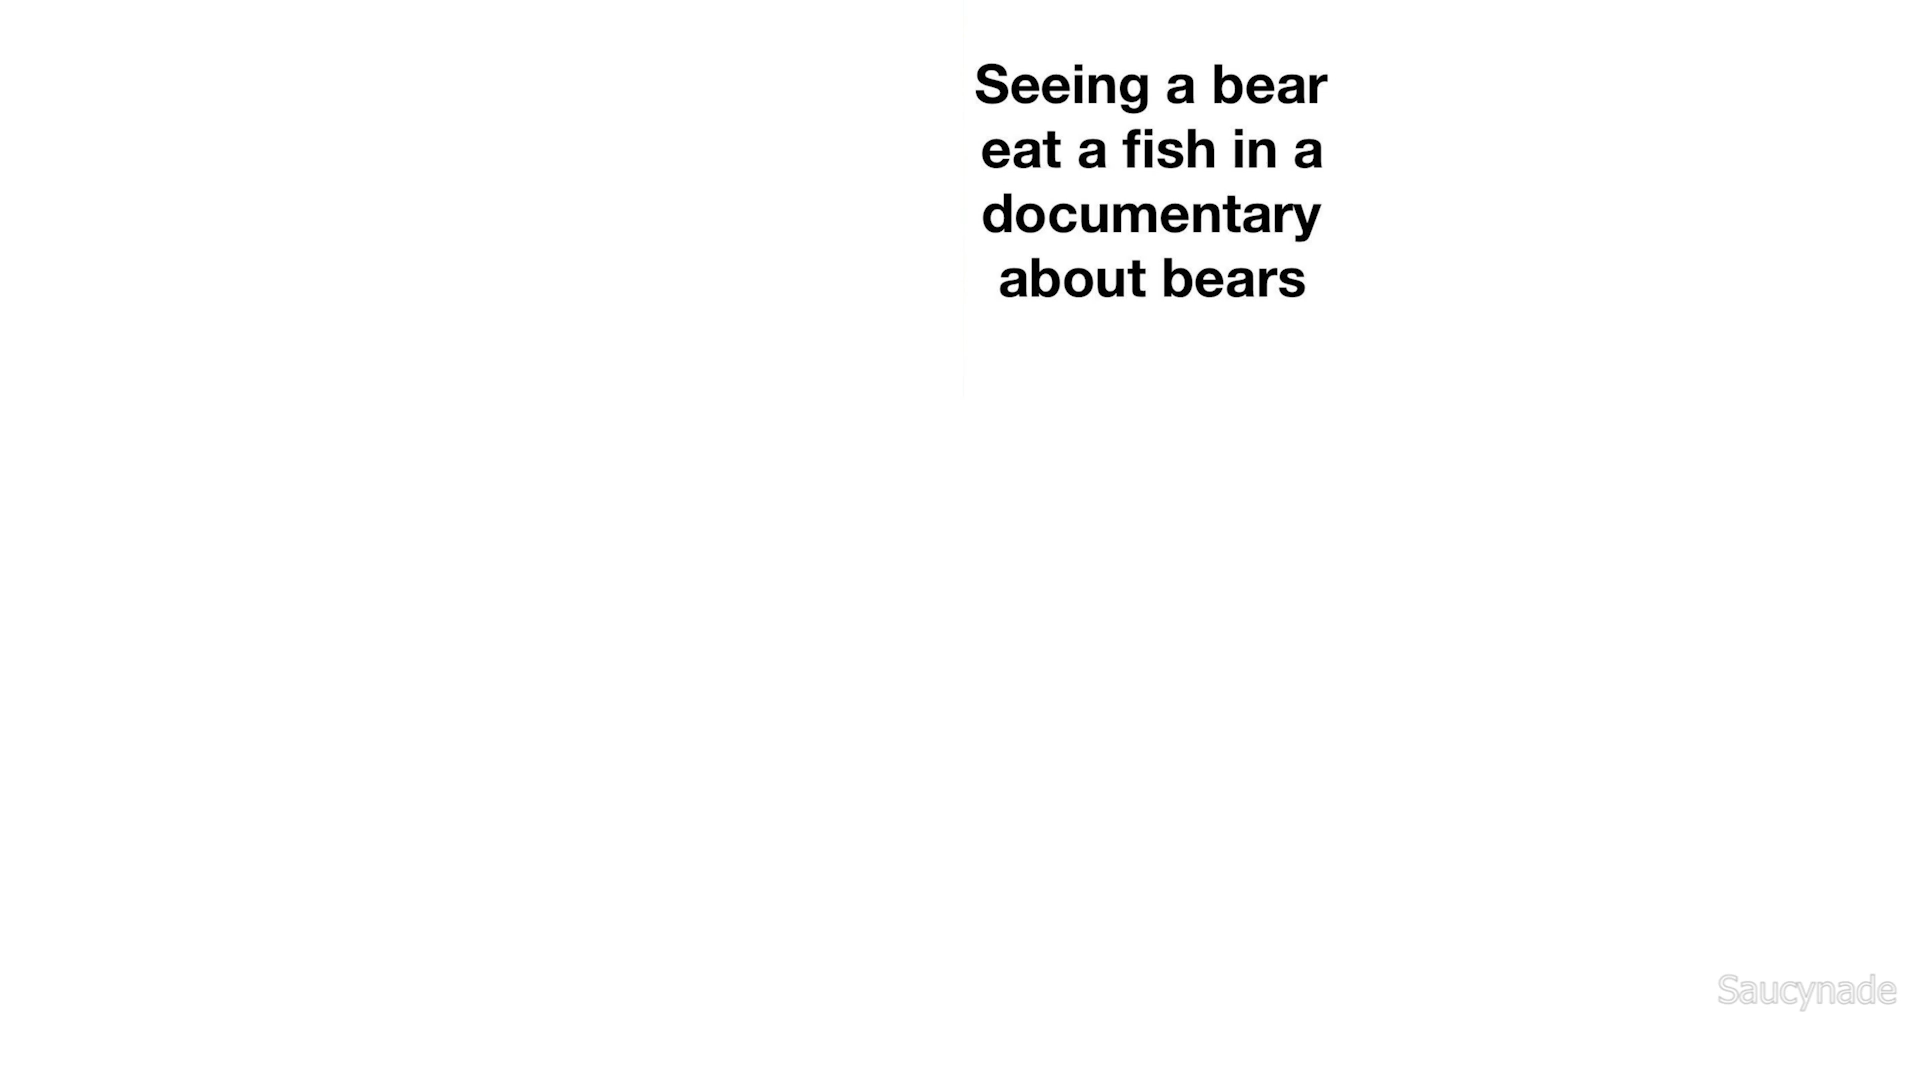 Seeing a bear
eat a fish in a
documentary
about bears
Saucynade